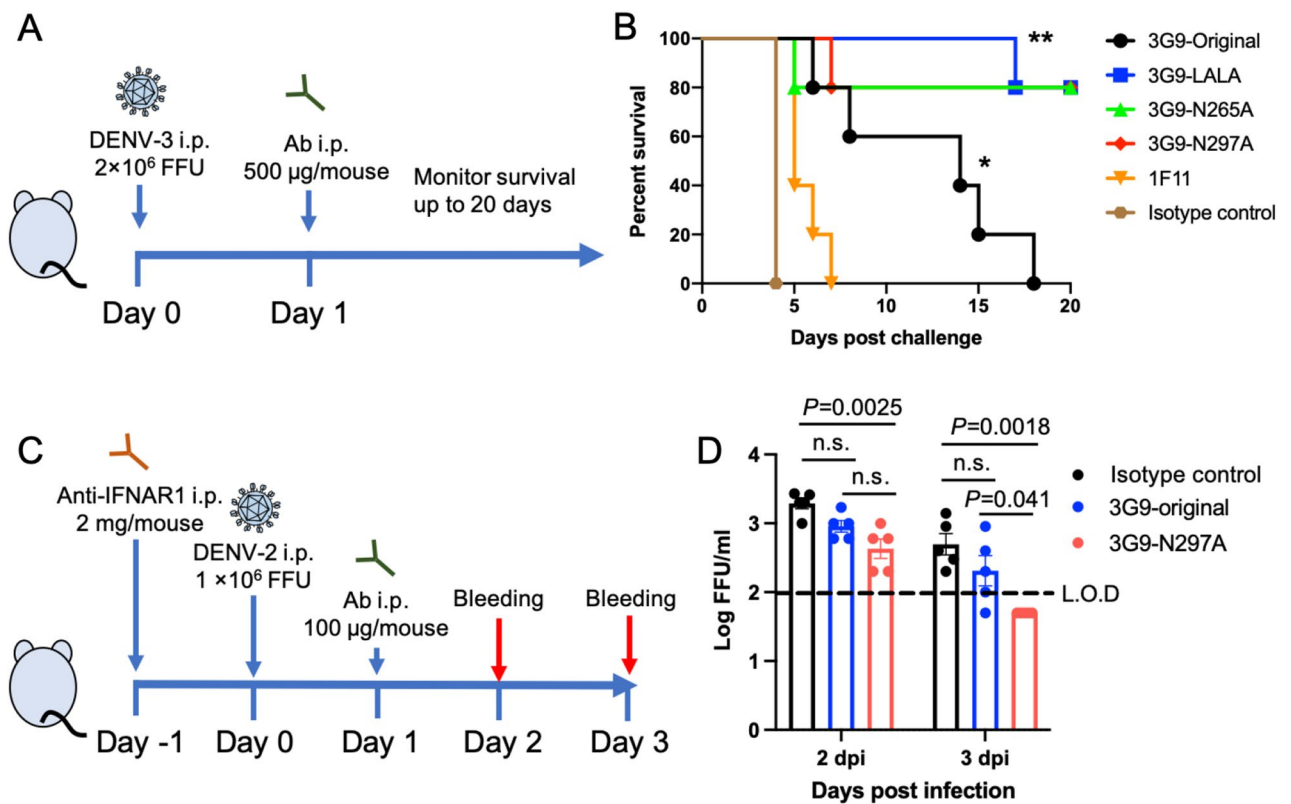 A
DENV-3 i.p.
2×10⁶ FFU
Ab i.p.
500 µg/mouse
Monitor survival
up to 20 days
Day 0
Day 1
B
Percent survival
100
80
60
40
20
0
0
5
10
15
20
Days post challenge
**
*
3G9-Original
3G9-LALA
3G9-N265A
3G9-N297A
1F11
Isotype control
C
Anti-IFNAR1 i.p.
2 mg/mouse
DENV-2 i.p.
1 ×10⁶ FFU
Ab i.p.
100 µg/mouse
Bleeding
Bleeding
Day -1
Day 0
Day 1
Day 2
Day 3
D
Log FFU/ml
4
3
2
1
0
P=0.0025
n.s.
n.s.
P=0.0018
n.s.
P=0.041
L.O.D
2 dpi
3 dpi
Days post infection
Isotype control
3G9-original
3G9-N297A